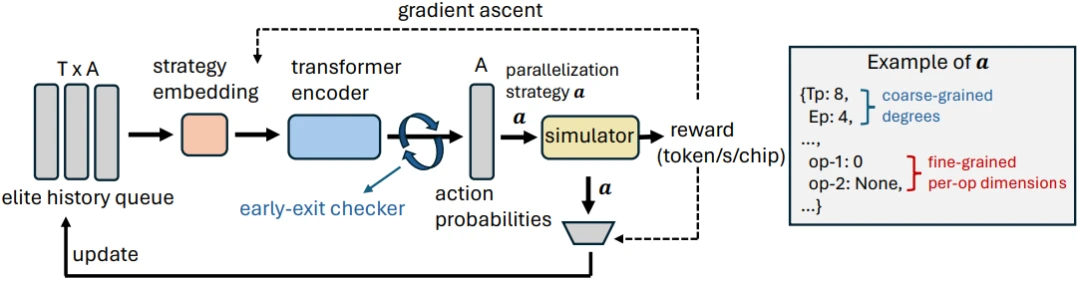 gradient ascent
T x A
strategy
embedding
transformer
encoder
A
parallelization
strategy a
a
simulator
reward
(token/s/chip)
elite history queue
early-exit checker
action
probabilities
a
update
Example of a
{Tp: 8,
Ep: 4,
coarse-grained
degrees
...,
op-1: 0
op-2: None,
fine-grained
per-op dimensions
...}